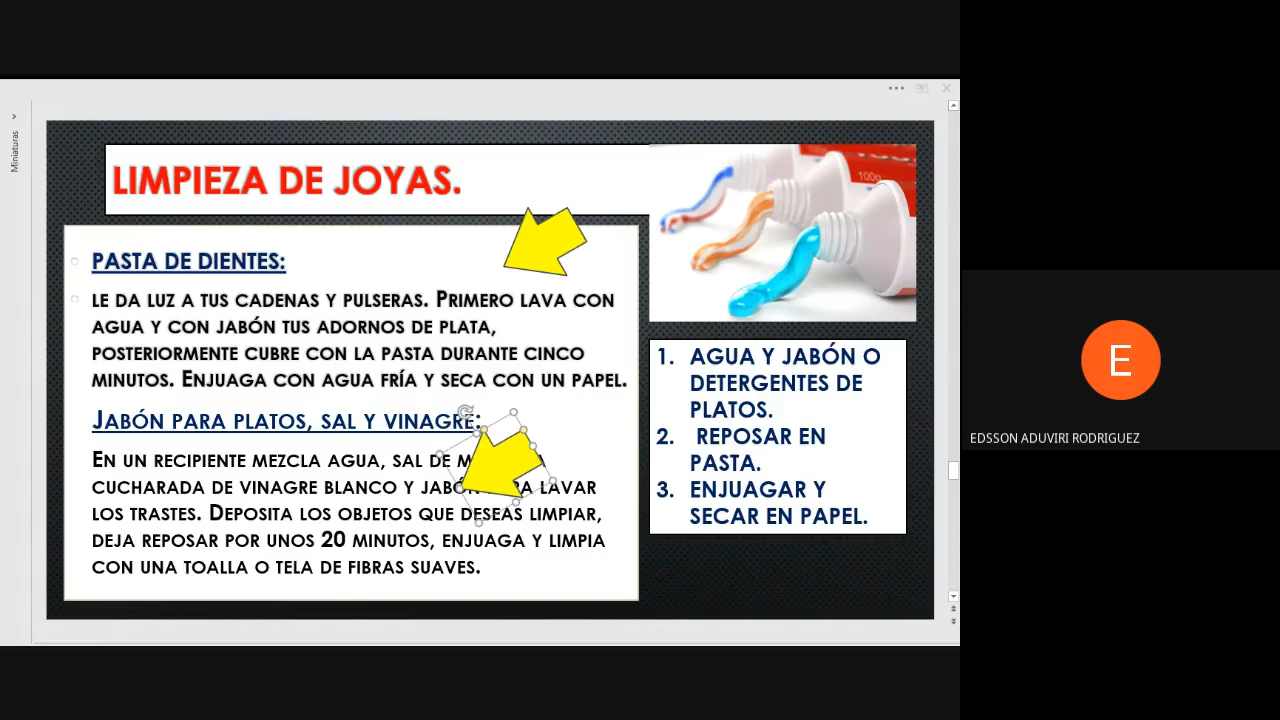 Miniaturas
LIMPIEZA DE JOYAS.
100g
PASTA DE DIENTES:
LE DA LUZ A TUS CADENAS Y PULSERAS. PRIMERO LAVA CON
AGUA Y CON JABÓN TUS ADORNOS DE PLATA,
POSTERIORMENTE CUBRE CON LA PASTA DURANTE CINCO
MINUTOS. ENJUAGA CON AGUA FRÍA Y SECA CON UN PAPEL.
JABÓN PARA PLATOS, SAL Y VINAGRE:
EN UN RECIPIENTE MEZCLA AGUA, SAL DE
CUCHARADA DE VINAGRE BLANCO Y JABÓN LAVAR
LOS TRASTES. DEPOSITA LOS OBJETOS QUE DESEAS LIMPIAR,
DEJA REPOSAR POR UNOS 20 MINUTOS, ENJUAGA Y LIMPIA
CON UNA TOALLA O TELA DE FIBRAS SUAVES.
1. AGUA Y JABÓN O
DETERGENTES DE
PLATOS.
2. REPOSAR EN
PASTA.
3. ENJUAGAR Y
SECAR EN PAPEL.
E
EDSSON ADUVIRI RODRIGUEZ